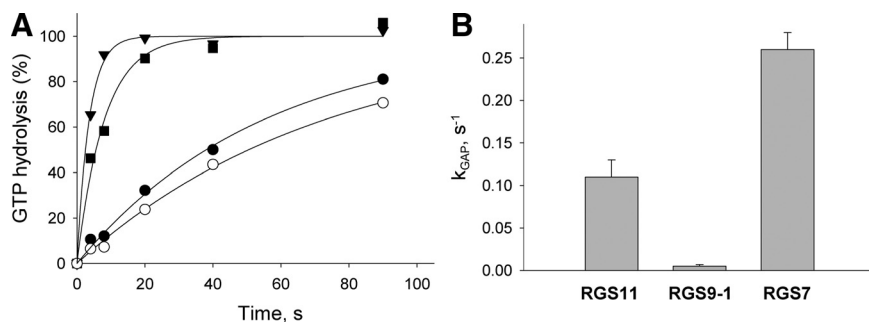 A
GTP hydrolysis (%)
100
80
60
40
20
0
0 20 40 60 80 100
Time, s
B
k_GAP, s⁻¹
0.25
0.20
0.15
0.10
0.05
0.00
RGS11 RGS9-1 RGS7